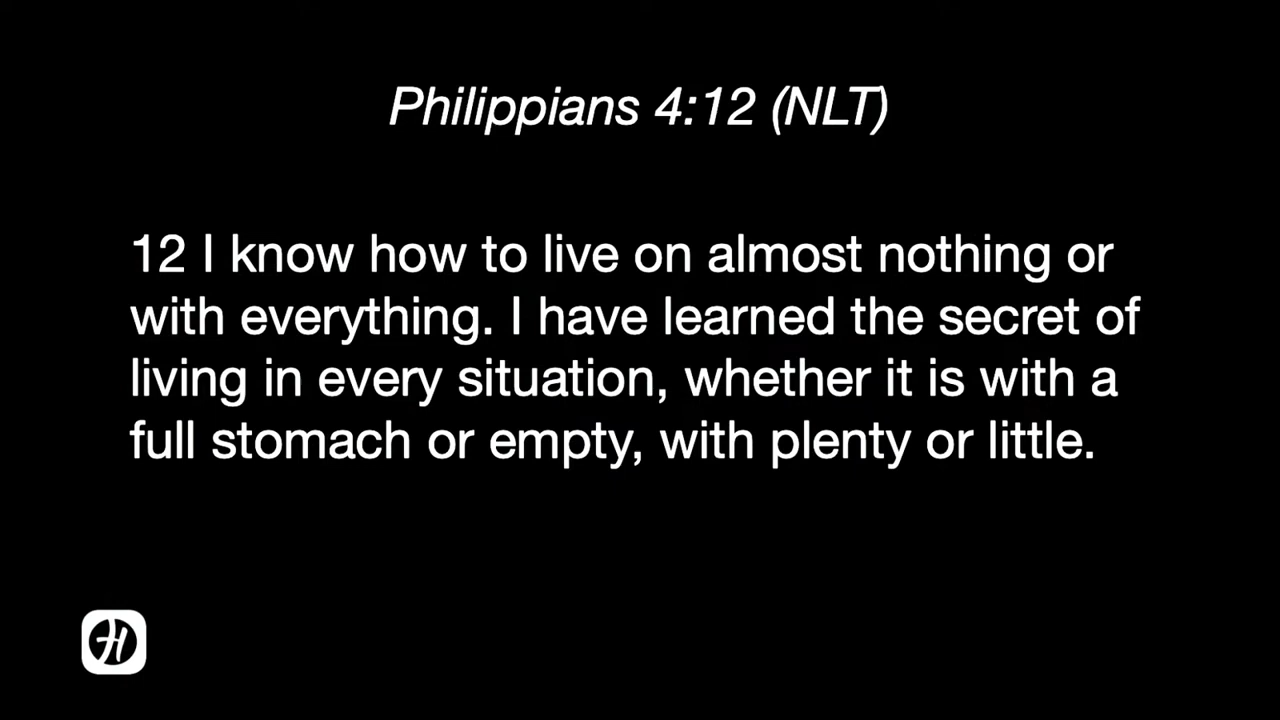 Philippians 4:12 (NLT)
12 I know how to live on almost nothing or
with everything. I have learned the secret of
living in every situation, whether it is with a
full stomach or empty, with plenty or little.
H